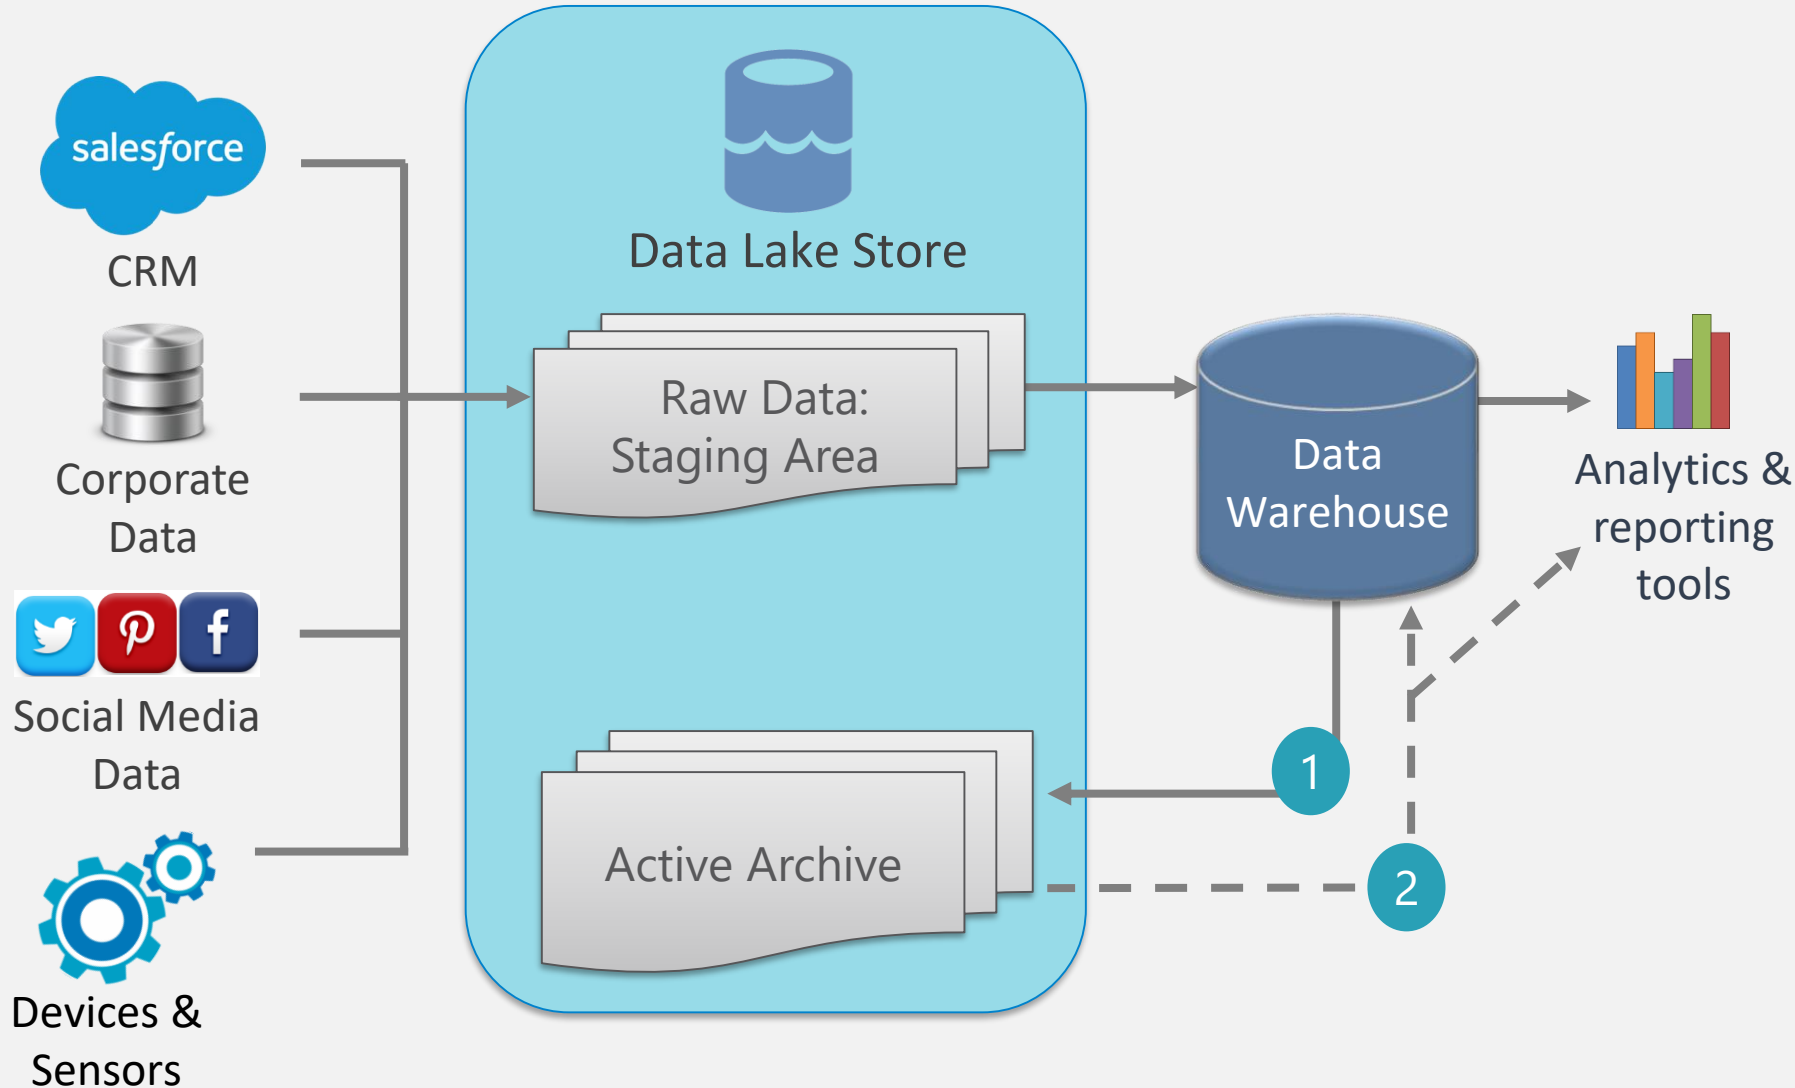 salesforce
CRM
Corporate
Data
Social Media
Data
Devices &
Sensors
Data Lake Store
Raw Data:
Staging Area
Active Archive
Data
Warehouse
1
2
Analytics &
reporting
tools